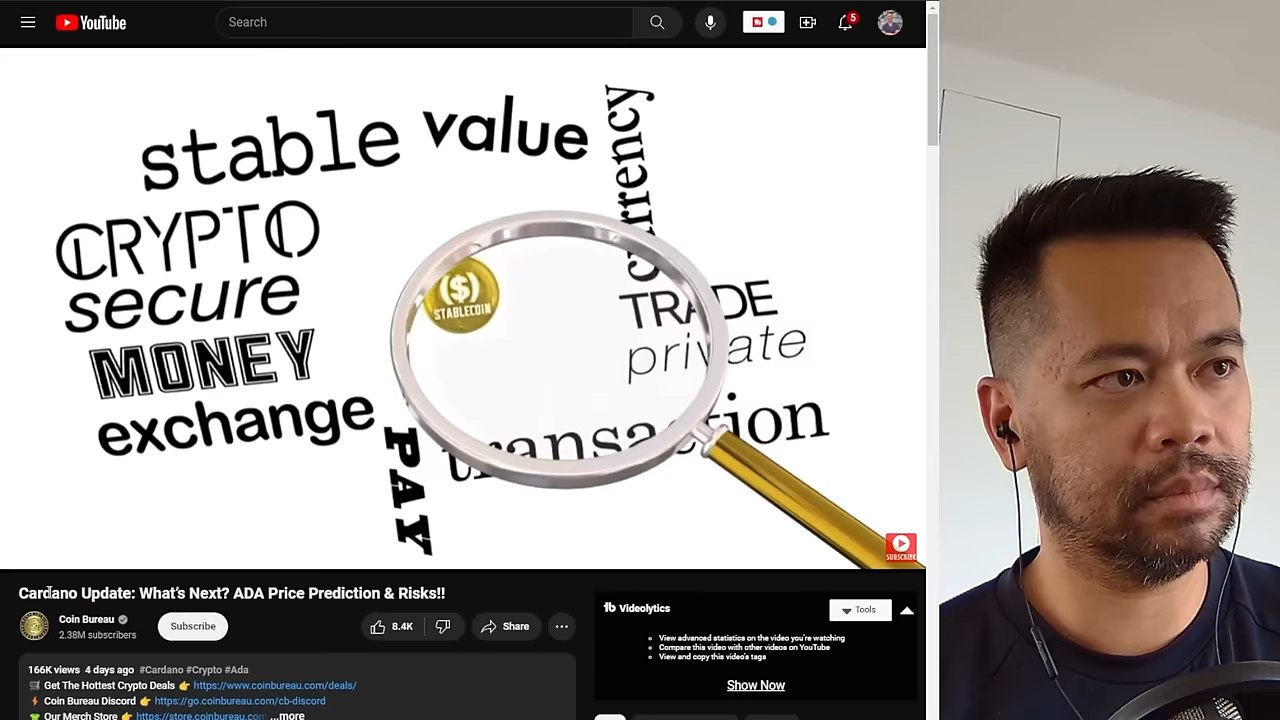 YouTube
Search
5
stable value
currency
CRYPTO
secure
($)
STABLECOIN
TRADE
private
MONEY
exchange
PAY
transaction
SUBSCRIBE
Cardano Update: What's Next? ADA Price Prediction & Risks!!
Coin Bureau
2.38M subscribers
Subscribe
8.4K
Share
166K views 4 days ago #Cardano #Crypto #Ada
🛒 Get The Hottest Crypto Deals 👉 https://www.coinbureau.com/deals/
⚡ Coin Bureau Discord 👉 https://go.coinbureau.com/cb-discord
👕 Our Merch Store 👉 https://store.coinbureau.com ...more
tb Videolytics
Tools
View advanced statistics on the video you're watching
Compare this video with other videos on YouTube
View and copy this video's tags
Show Now